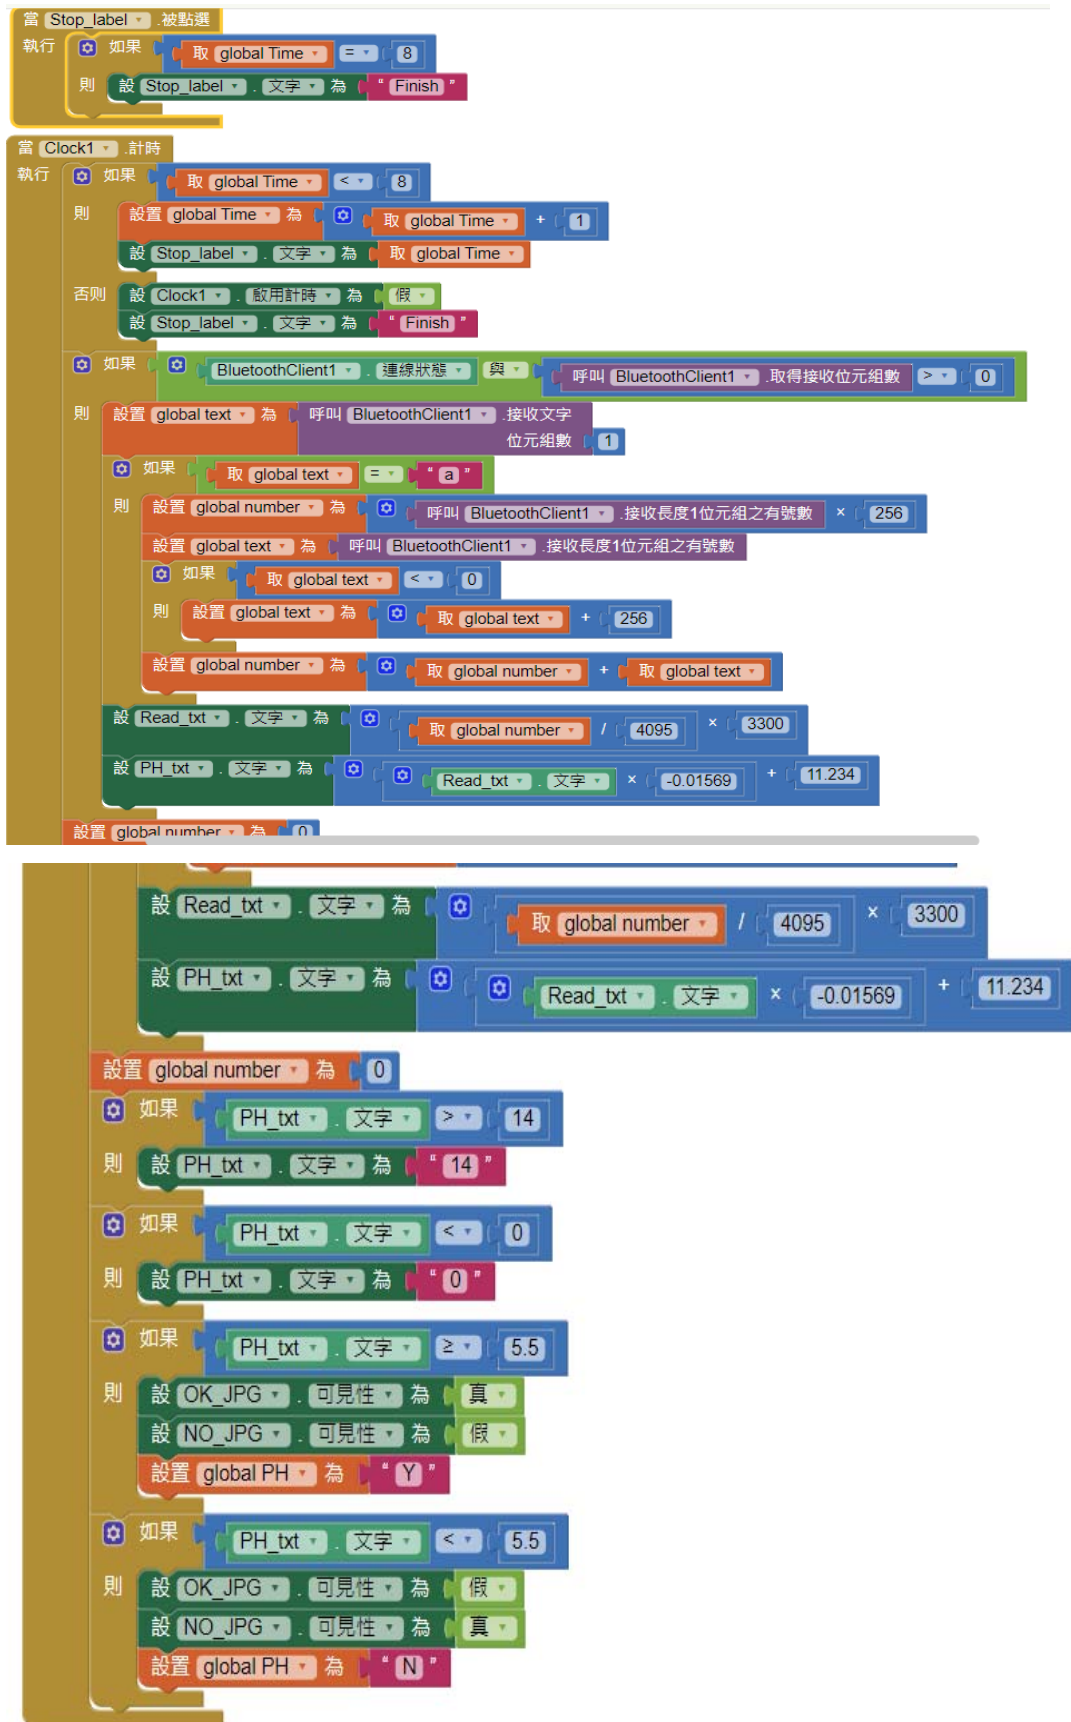 當 Stop_label .被點選
執行 如果 取 global Time = 8
則 設 Stop_label . 文字 為 " Finish "
當 Clock1 .計時
執行 如果 取 global Time < 8
則 設置 global Time 為 取 global Time + 1
設 Stop_label . 文字 為 取 global Time
否则 設 Clock1 . 啟用計時 為 假
設 Stop_label . 文字 為 " Finish "
如果 BluetoothClient1 . 連線狀態 與 呼叫 BluetoothClient1 .取得接收位元組數 > 0
則 設置 global text 為 呼叫 BluetoothClient1 .接收文字
位元組數 1
如果 取 global text = " a "
則 設置 global number 為 呼叫 BluetoothClient1 .接收長度1位元組之有號數 × 256
設置 global text 為 呼叫 BluetoothClient1 .接收長度1位元組之有號數
如果 取 global text < 0
則 設置 global text 為 取 global text + 256
設置 global number 為 取 global number + 取 global text
設 Read_txt . 文字 為 取 global number / 4095 × 3300
設 PH_txt . 文字 為 Read_txt . 文字 × -0.01569 + 11.234
設置 global number 為 0
設 Read_txt . 文字 為 取 global number / 4095 × 3300
設 PH_txt . 文字 為 Read_txt . 文字 × -0.01569 + 11.234
設置 global number 為 0
如果 PH_txt . 文字 > 14
則 設 PH_txt . 文字 為 " 14 "
如果 PH_txt . 文字 < 0
則 設 PH_txt . 文字 為 " 0 "
如果 PH_txt . 文字 ≥ 5.5
則 設 OK_JPG . 可見性 為 真
設 NO_JPG . 可見性 為 假
設置 global PH 為 " Y "
如果 PH_txt . 文字 < 5.5
則 設 OK_JPG . 可見性 為 假
設 NO_JPG . 可見性 為 真
設置 global PH 為 " N "